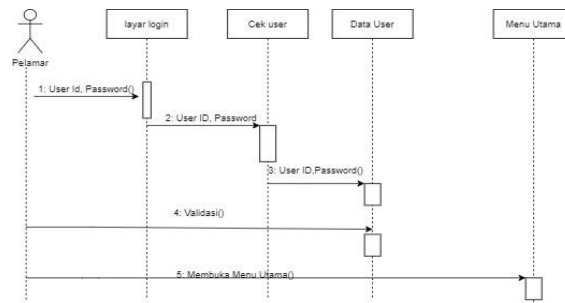 layar login
Cek user
Data User
Menu Utama
Pelamar
1: User Id, Password()
2: User ID, Password
3: User ID,Password()
4: Validasi()
5: Membuka Menu Utama()